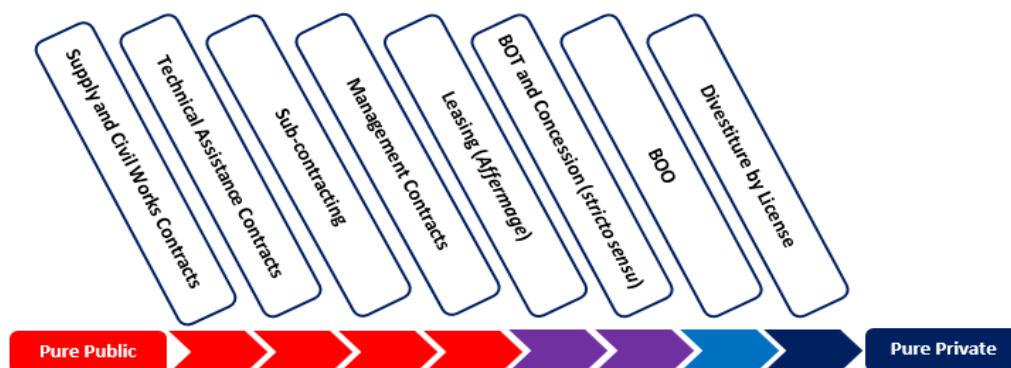 Supply and Civil Works Contracts
Technical Assistance Contracts
Sub-contracting
Management Contracts
Leasing (Affermage)
BOT and Concession (stricto sensu)
BOO
Divestiture by License
Pure Public
Pure Private